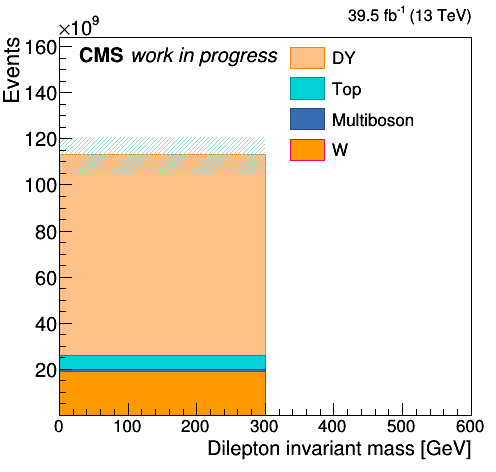 39.5 fb⁻¹ (13 TeV)
×10⁹
CMS work in progress
Events
160
140
120
100
80
60
40
20
DY
Top
Multiboson
W
0 100 200 300 400 500 600
Dilepton invariant mass [GeV]